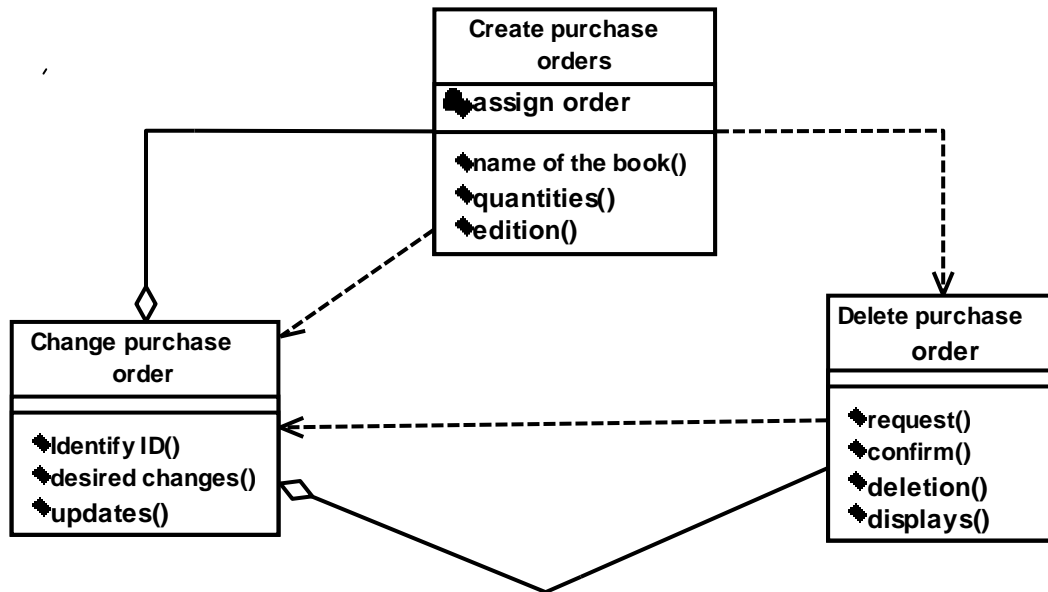 Create purchase
orders
assign order
name of the book()
quantities()
edition()
Change purchase
order
Identify ID()
desired changes()
updates()
Delete purchase
order
request()
confirm()
deletion()
displays()